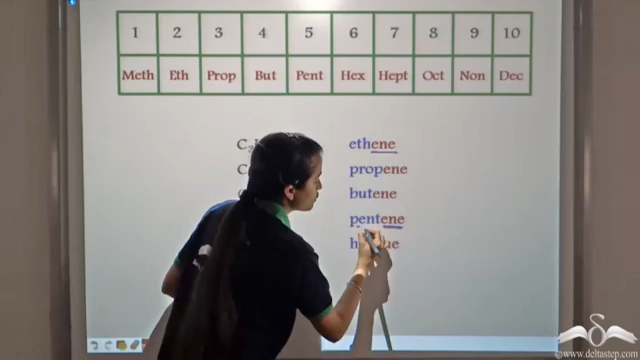 1 2 3 4 5 6 7 8 9 10
Meth Eth Prop But Pent Hex Hept Oct Non Dec
ethene
propene
butene
pentene
©www.deltastep.com